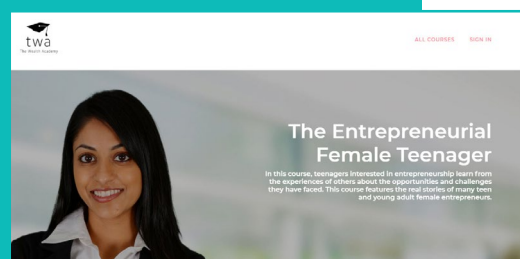 twa
The Wealth Academy
ALL COURSES SIGN IN
The Entrepreneurial
Female Teenager
In this course, teenagers interested in entrepreneurship learn from
the experiences of others about the opportunities and challenges
they have faced. This course features the real stories of many teen
and young adult female entrepreneurs.